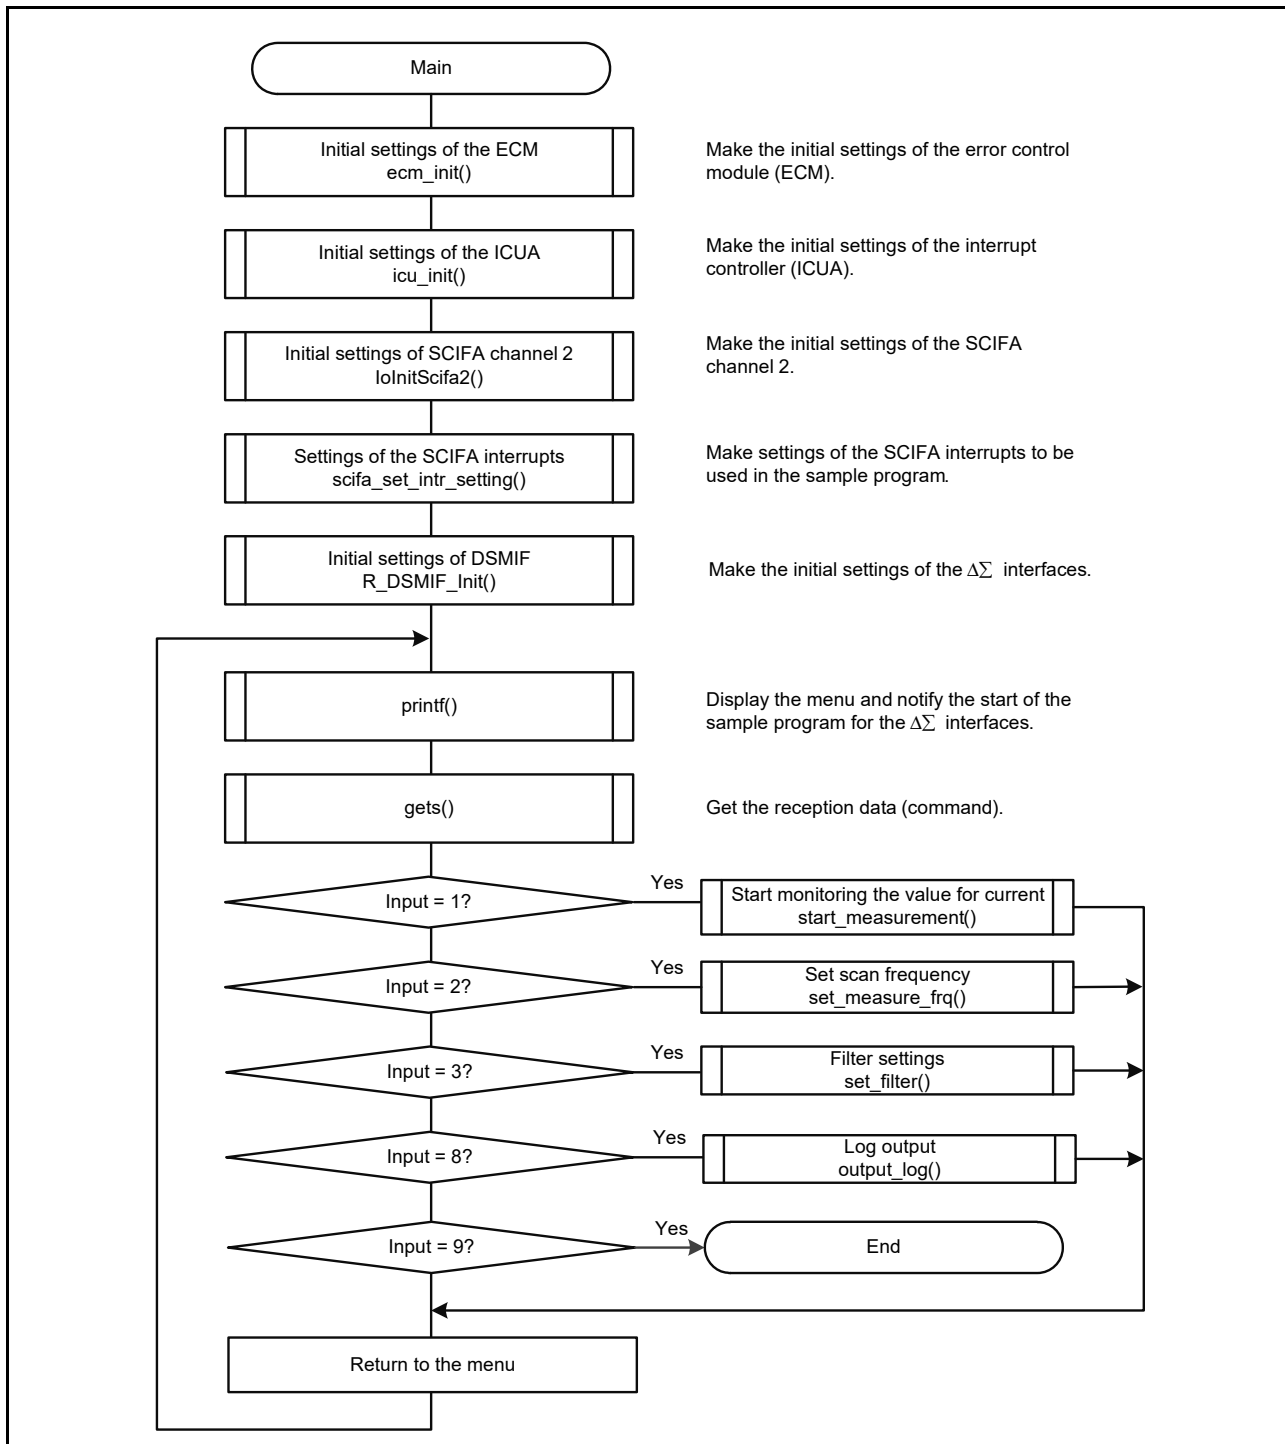 Main
Initial settings of the ECM
ecm_init()
Make the initial settings of the error control
module (ECM).
Initial settings of the ICUA
icu_init()
Make the initial settings of the interrupt
controller (ICUA).
Initial settings of SCIFA channel 2
IoInitScifa2()
Make the initial settings of the SCIFA
channel 2.
Settings of the SCIFA interrupts
scifa_set_intr_setting()
Make settings of the SCIFA interrupts to be
used in the sample program.
Initial settings of DSMIF
R_DSMIF_Init()
Make the initial settings of the ΔΣ interfaces.
printf()
Display the menu and notify the start of the
sample program for the ΔΣ interfaces.
gets()
Get the reception data (command).
Input = 1?
Yes
Start monitoring the value for current
start_measurement()
Input = 2?
Yes
Set scan frequency
set_measure_frq()
Input = 3?
Yes
Filter settings
set_filter()
Input = 8?
Yes
Log output
output_log()
Input = 9?
Yes
End
Return to the menu